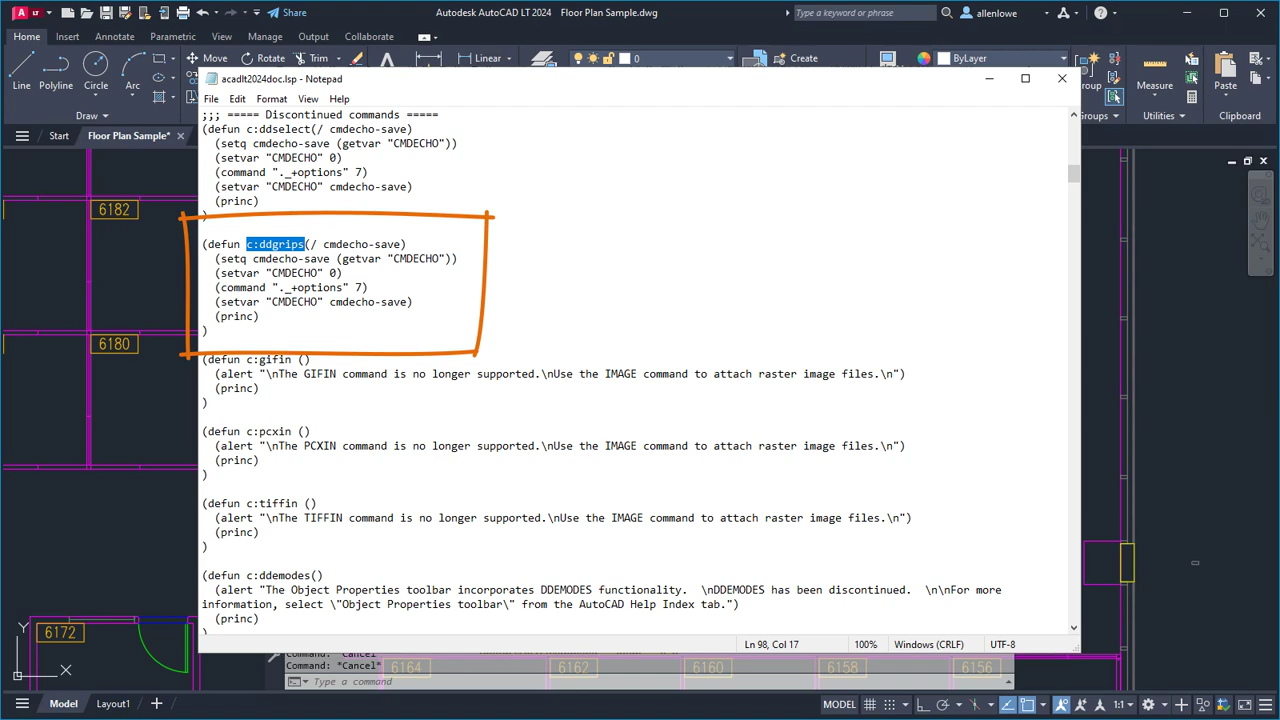 A LT
Share
Autodesk AutoCAD LT 2024 Floor Plan Sample.dwg
Type a keyword or phrase
allenlowe
Home Insert Annotate Parametric View Manage Output Collaborate
Line
Polyline
Circle
Arc
Draw
Move
Rotate
Trim
Linear
0
Create
ByLayer
Group
Groups
Measure
Utilities
Paste
Clipboard
Start
Floor Plan Sample*
acadlt2024doc.lsp - Notepad
File Edit Format View Help
;;; ===== Discontinued commands =====
(defun c:ddselect(/ cmdecho-save)
(setq cmdecho-save (getvar "CMDECHO"))
(setvar "CMDECHO" 0)
(command "._+options" 7)
(setvar "CMDECHO" cmdecho-save)
(princ)
)
(defun c:ddgrips(/ cmdecho-save)
(setq cmdecho-save (getvar "CMDECHO"))
(setvar "CMDECHO" 0)
(command "._+options" 7)
(setvar "CMDECHO" cmdecho-save)
(princ)
)
(defun c:gifin ()
(alert "\nThe GIFIN command is no longer supported.\nUse the IMAGE command to attach raster image files.\n")
(princ)
)
(defun c:pcxin ()
(alert "\nThe PCXIN command is no longer supported.\nUse the IMAGE command to attach raster image files.\n")
(princ)
)
(defun c:tiffin ()
(alert "\nThe TIFFIN command is no longer supported.\nUse the IMAGE command to attach raster image files.\n")
(princ)
)
(defun c:ddemodes()
(alert "The Object Properties toolbar incorporates DDEMODES functionality.  \nDDEMODES has been discontinued.  \n\nFor more
information, select \"Object Properties toolbar\" from the AutoCAD Help Index tab.")
(princ)
)
Ln 98, Col 17
100%
Windows (CRLF)
UTF-8
6182
6180
6172
Y
X
Command: *Cancel*
Command: *Cancel*
6164
6162
6160
6158
6156
Type a command
Model
Layout1
MODEL
1:1